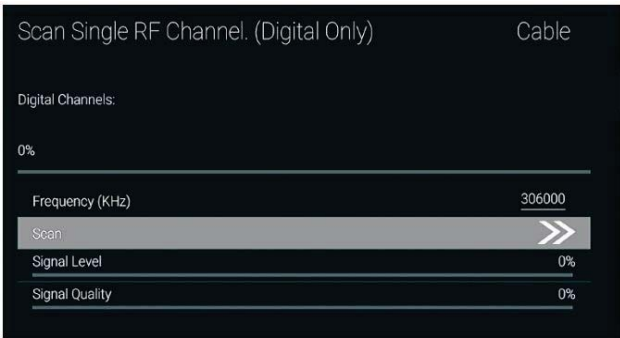 Scan Single RF Channel. (Digital Only) Cable
Digital Channels:
0%
Frequency (KHz) 306000
Scan
Signal Level 0%
Signal Quality 0%